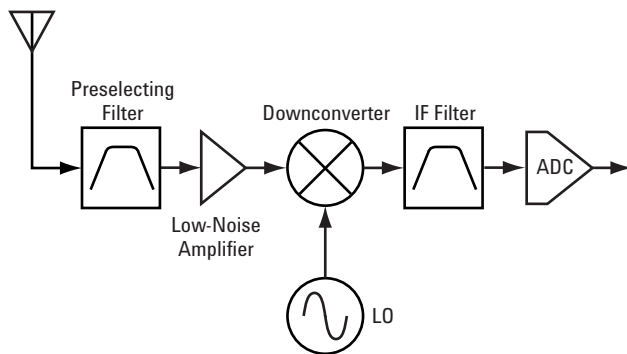 Preselecting
Filter
Low-Noise
Amplifier
Downconverter
LO
IF Filter
ADC